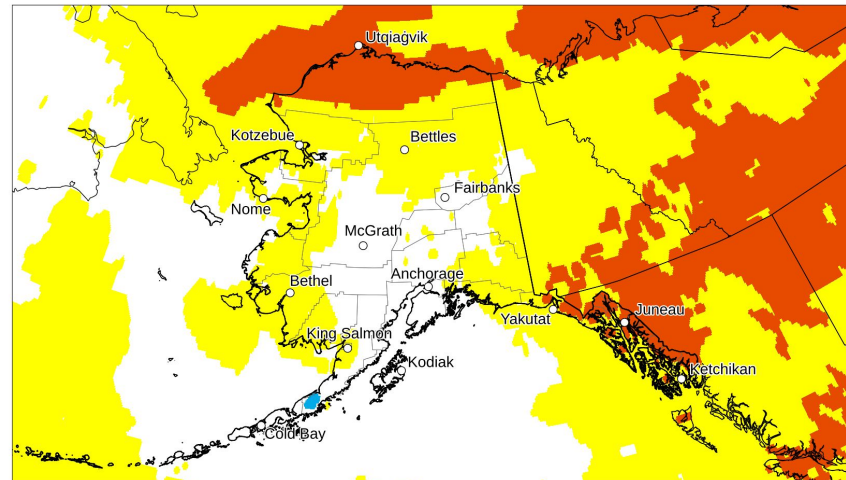 Utqiaġvik
Kotzebue
Bettles
Fairbanks
Nome
McGrath
Anchorage
Bethel
Yakutat
Juneau
King Salmon
Kodiak
Ketchikan
Cold Bay